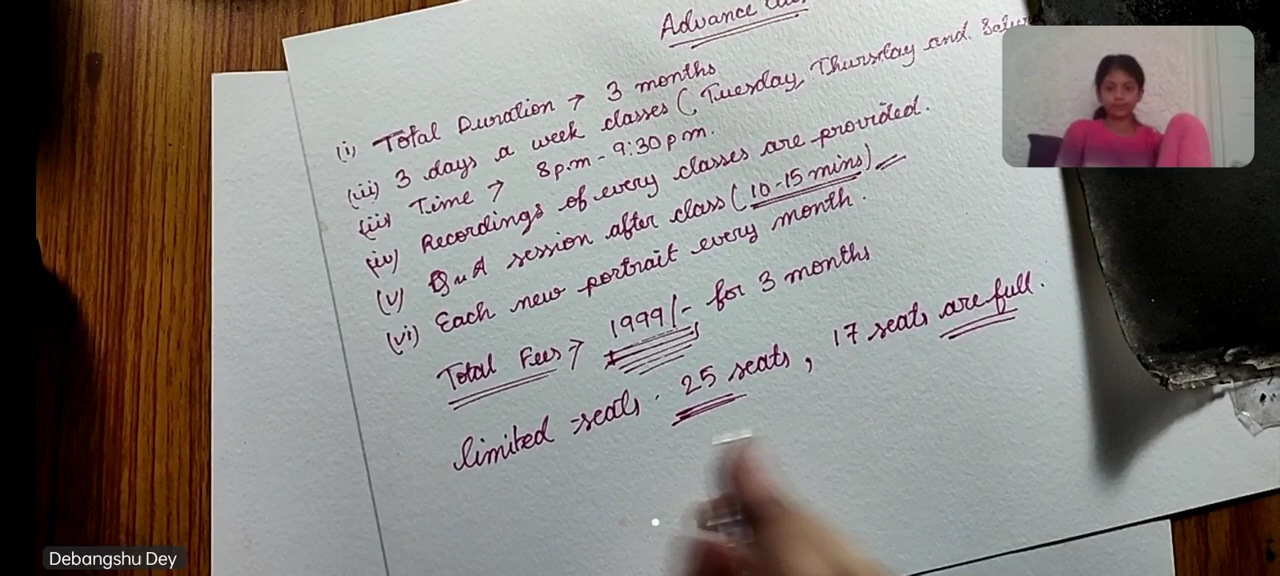 Advance
(i) Total Duration → 3 months
(iii) 3 days a week classes (Tuesday, Thursday and
(iii) Time → 8 p.m - 9:30 p.m.
(iv) Recordings of every classes are provided.
(v) QnA session after class (10-15 mins)
(vi) Each new portrait every month.
Total Fees → 1999/- for 3 months
limited seats. 25 seats, 17 seats are full.
Debangshu Dey